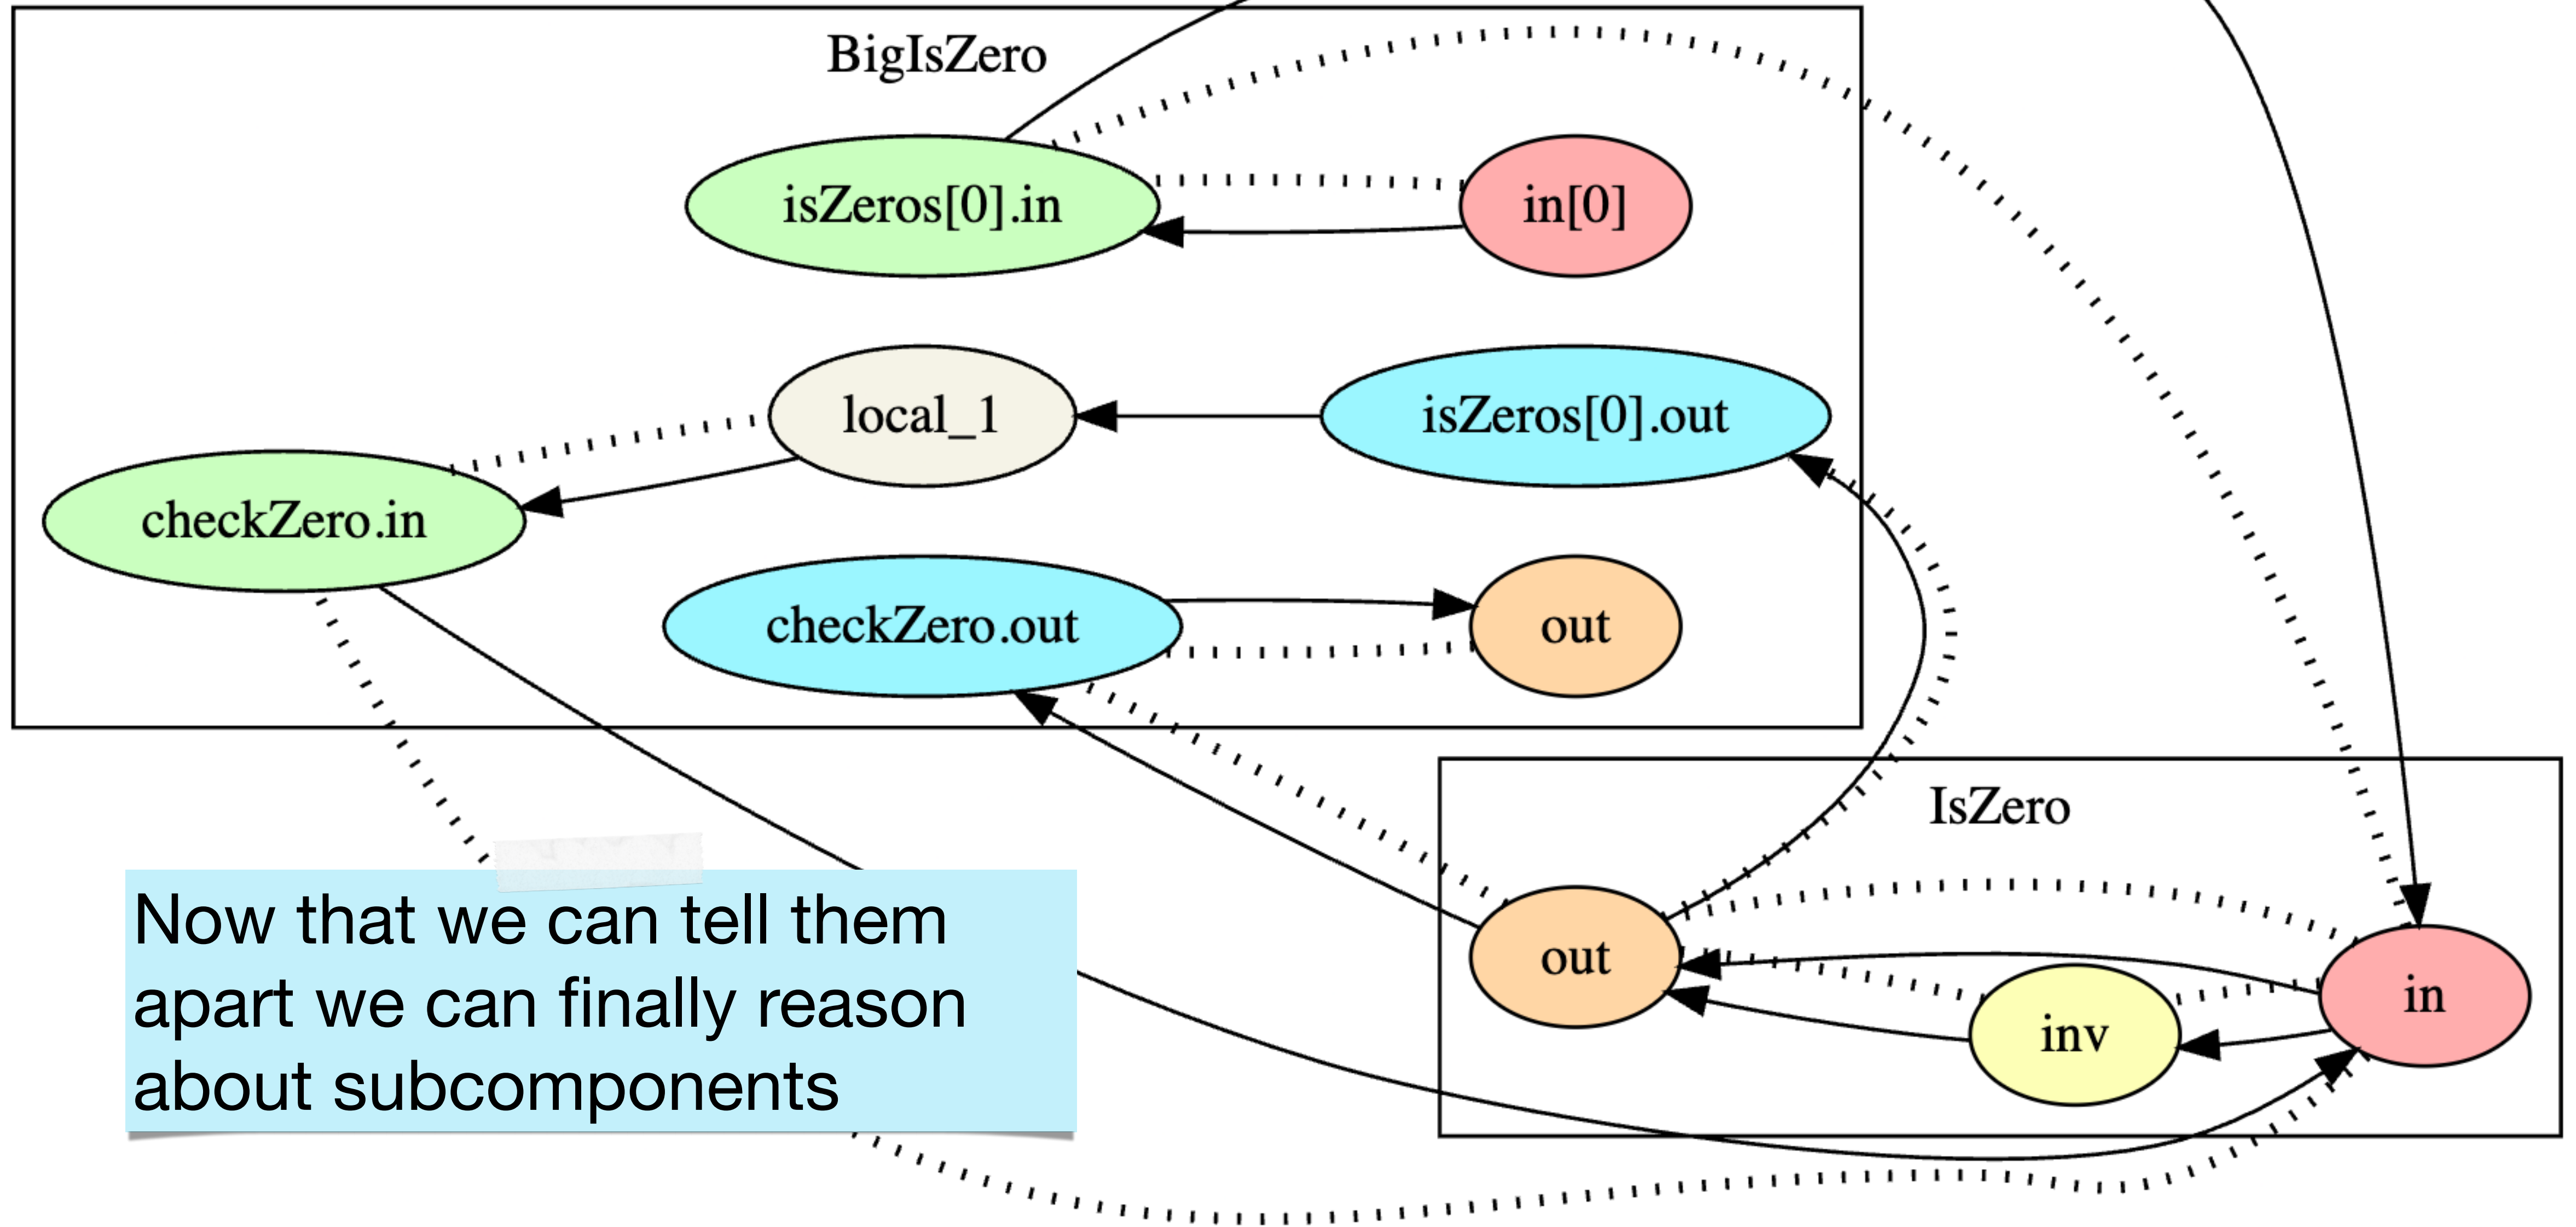 BigIsZero
isZeros[0].in
in[0]
local_1
isZeros[0].out
checkZero.in
checkZero.out
out
IsZero
out
inv
in
Now that we can tell them
apart we can finally reason
about subcomponents